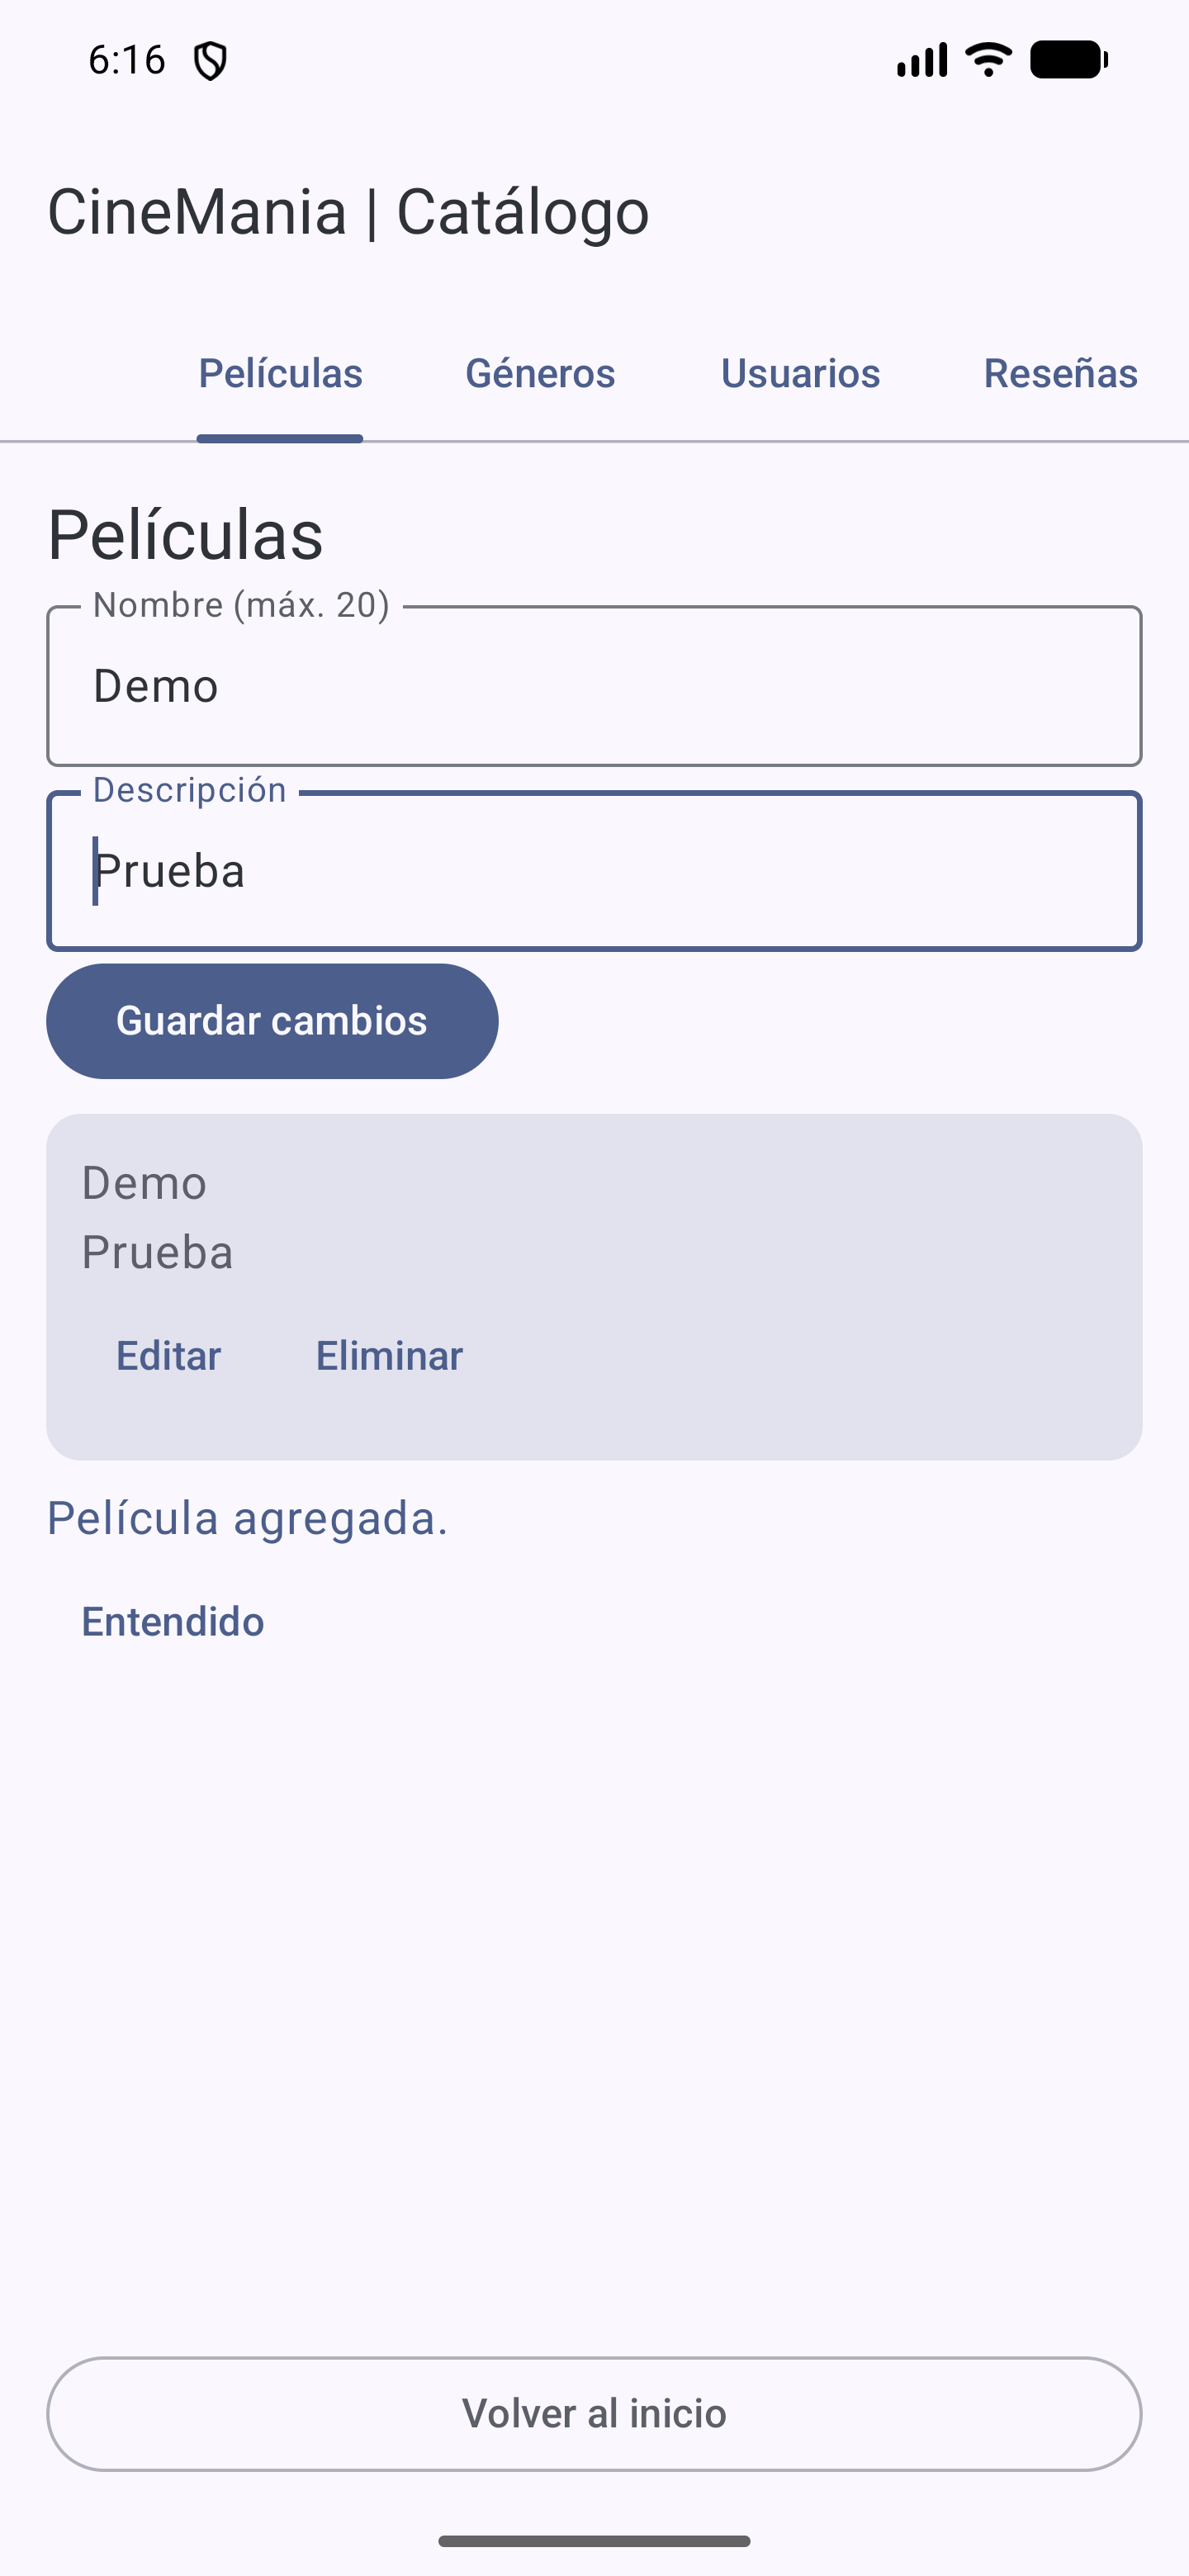 6:16
CineMania | Catálogo
Películas Géneros Usuarios Reseñas
Películas
Nombre (máx. 20)
Demo
Descripción
Prueba
Guardar cambios
Demo
Prueba
Editar Eliminar
Película agregada.
Entendido
Volver al inicio